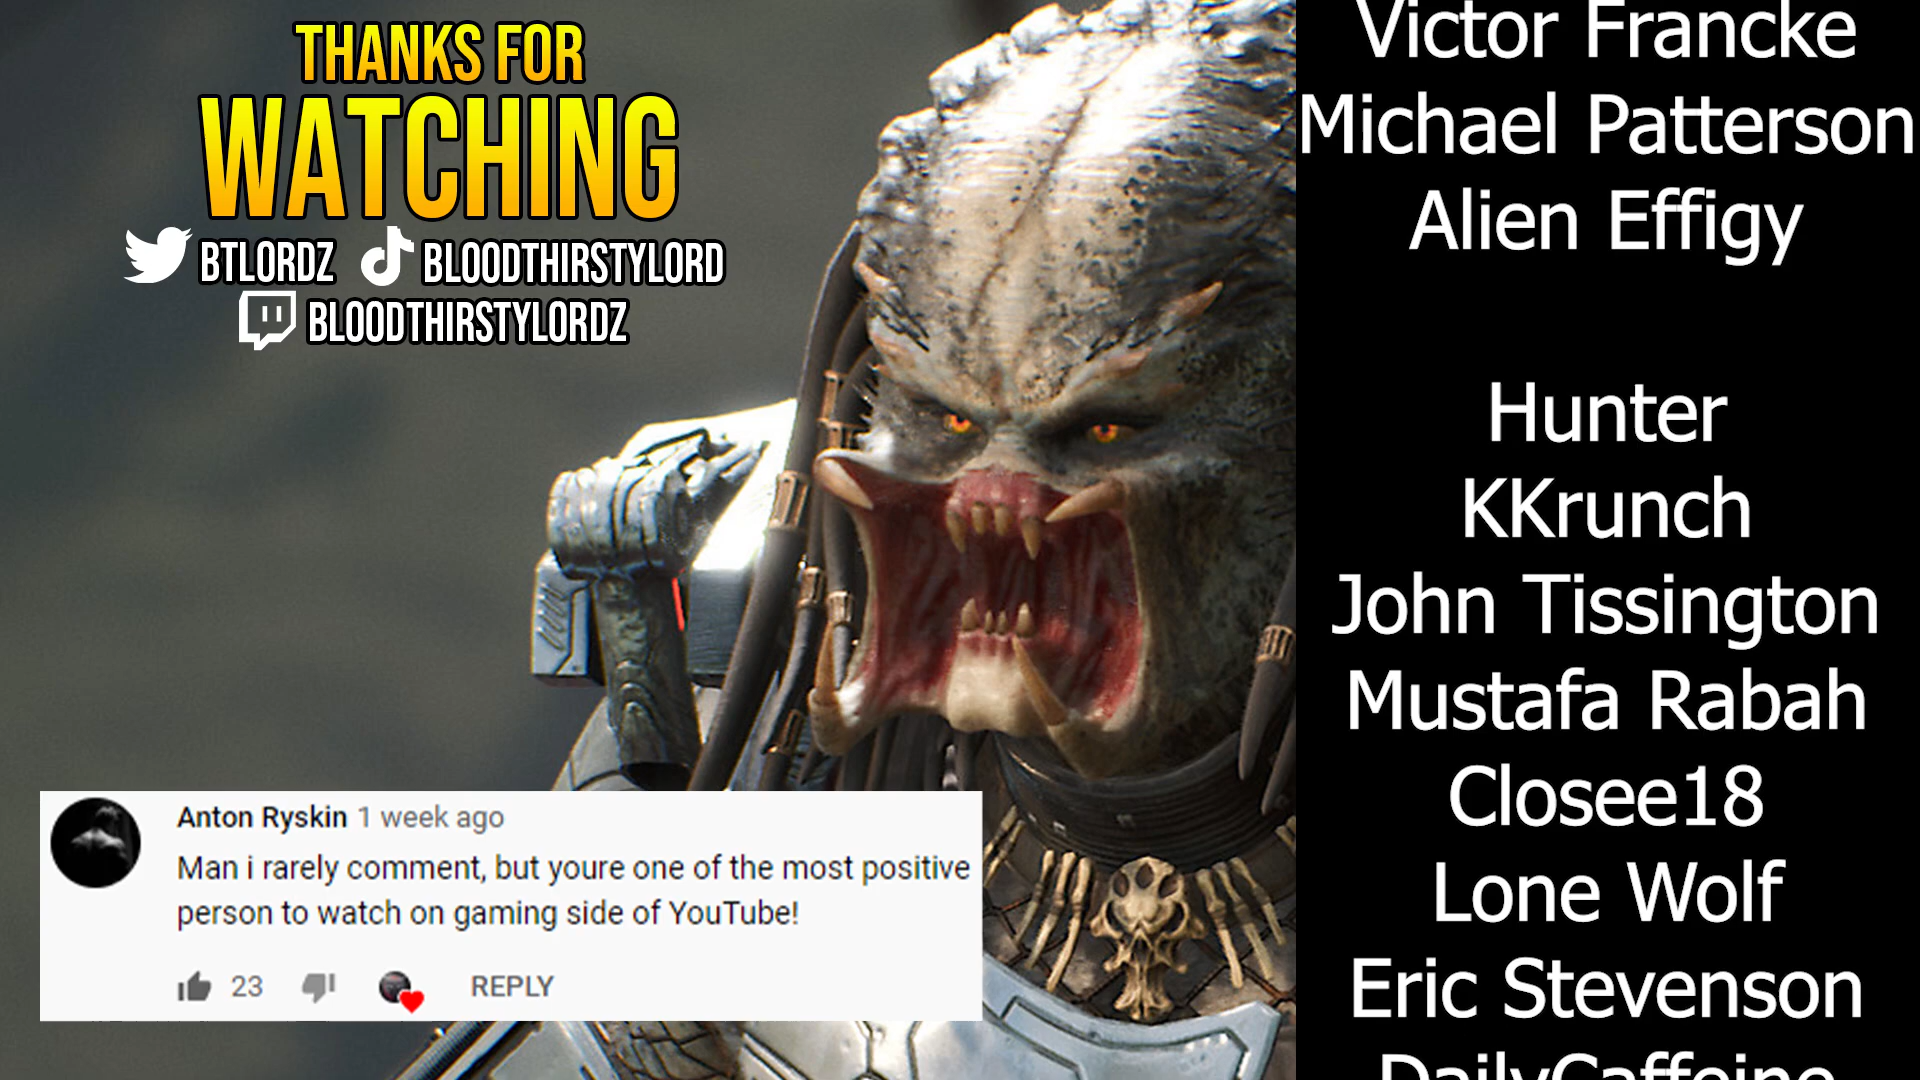 THANKS FOR
WATCHING
BTLORDZ BLOODTHIRSTYLORD
BLOODTHIRSTYLORDZ
Anton Ryskin 1 week ago
Man i rarely comment, but youre one of the most positive
person to watch on gaming side of YouTube!
23 REPLY
Victor Francke
Michael Patterson
Alien Effigy
Hunter
KKrunch
John Tissington
Mustafa Rabah
Closee18
Lone Wolf
Eric Stevenson
DailyCaffeine